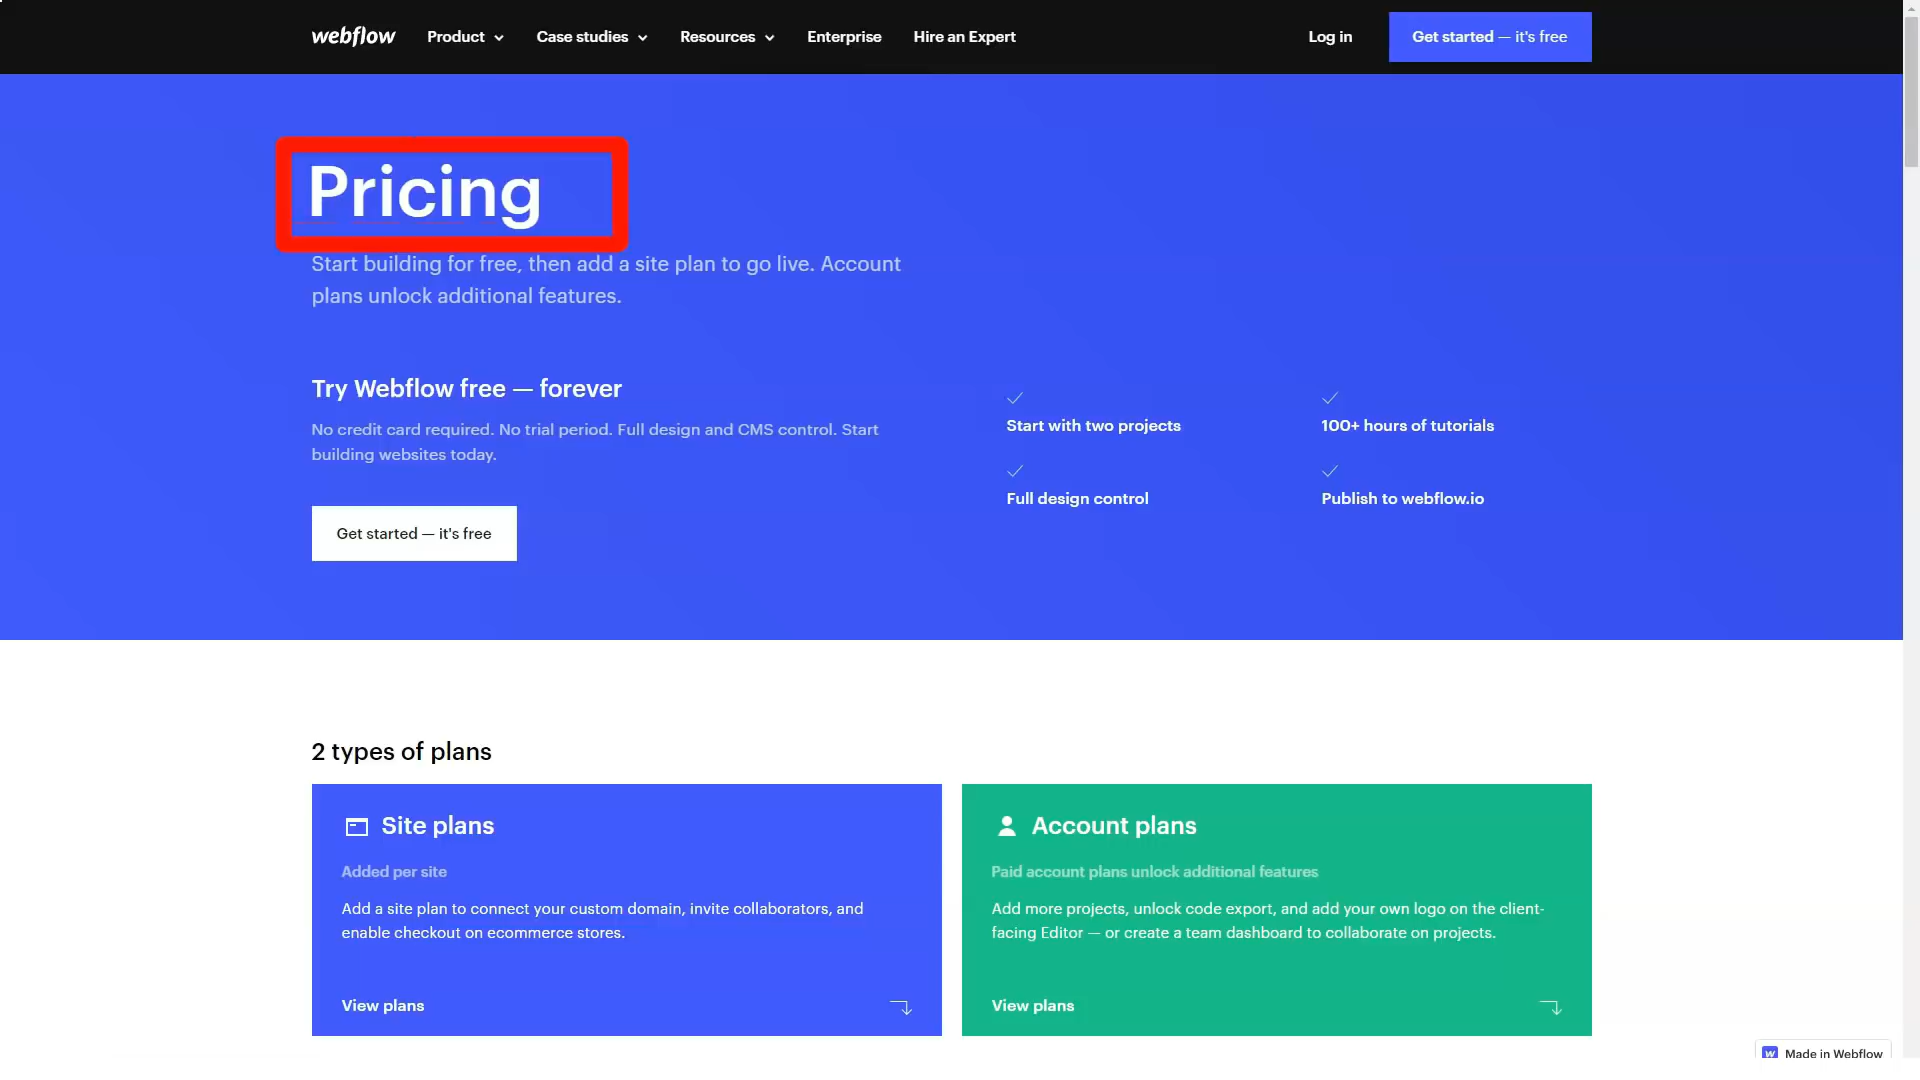 webflow Product Case studies Resources Enterprise Hire an Expert Log in Get started — it's free
Pricing
Start building for free, then add a site plan to go live. Account
plans unlock additional features.
Try Webflow free — forever
No credit card required. No trial period. Full design and CMS control. Start
building websites today.
Get started — it's free
Start with two projects
100+ hours of tutorials
Full design control
Publish to webflow.io
2 types of plans
Site plans
Added per site
Add a site plan to connect your custom domain, invite collaborators, and
enable checkout on ecommerce stores.
View plans
Account plans
Paid account plans unlock additional features
Add more projects, unlock code export, and add your own logo on the client-
facing Editor — or create a team dashboard to collaborate on projects.
View plans
Made in Webflow